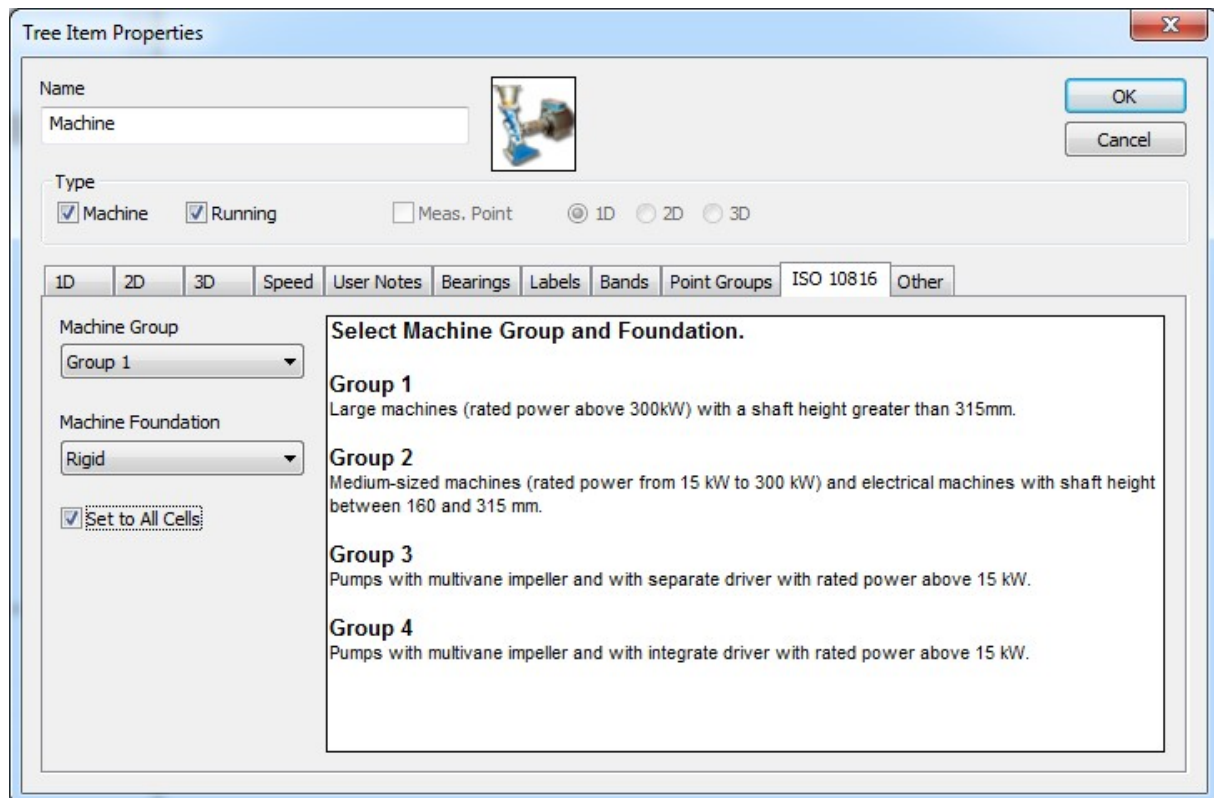 Tree Item Properties
X
Name
Machine
OK
Cancel
Type
Machine Running Meas. Point 1D 2D 3D
1D 2D 3D Speed User Notes Bearings Labels Bands Point Groups ISO 10816 Other
Machine Group
Group 1
Machine Foundation
Rigid
Set to All Cells
Select Machine Group and Foundation.
Group 1
Large machines (rated power above 300kW) with a shaft height greater than 315mm.
Group 2
Medium-sized machines (rated power from 15 kW to 300 kW) and electrical machines with shaft height
between 160 and 315 mm.
Group 3
Pumps with multivane impeller and with separate driver with rated power above 15 kW.
Group 4
Pumps with multivane impeller and with integrate driver with rated power above 15 kW.